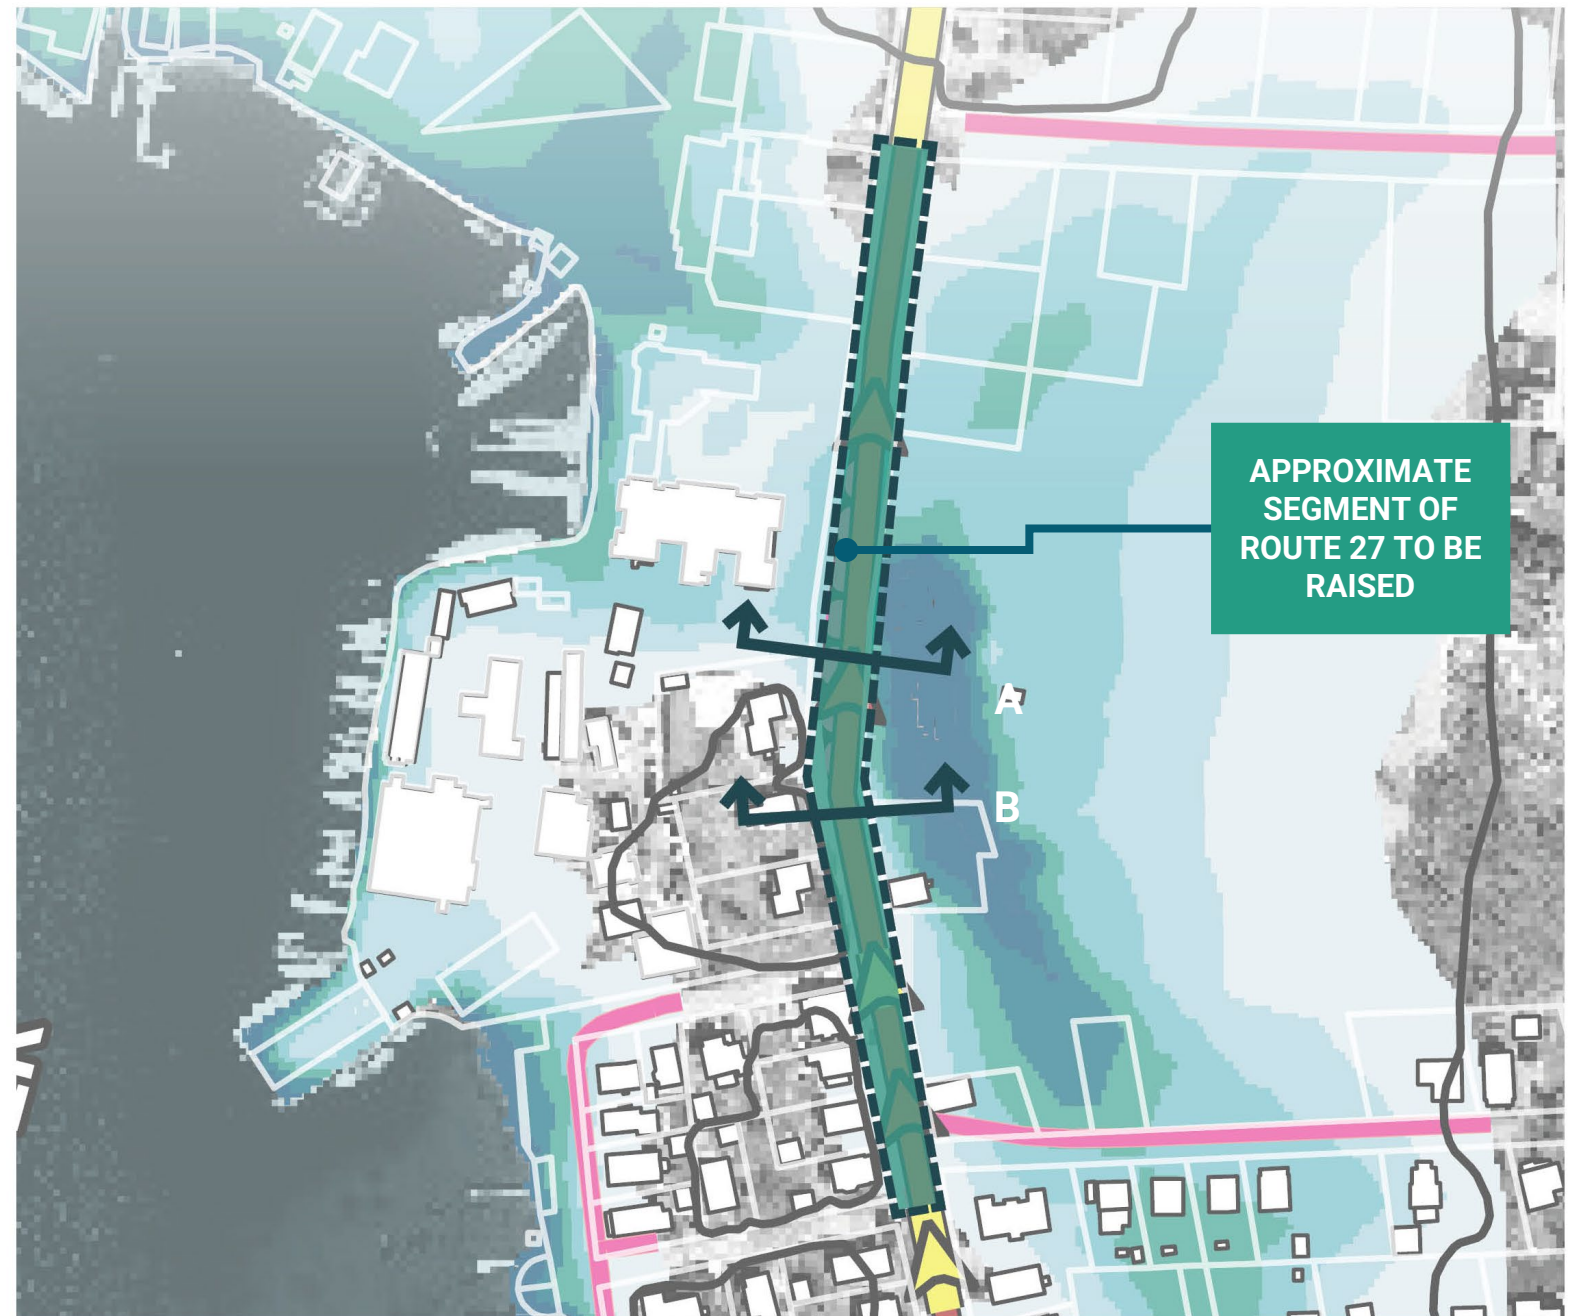 APPROXIMATE
SEGMENT OF
ROUTE 27 TO BE
RAISED
A
B